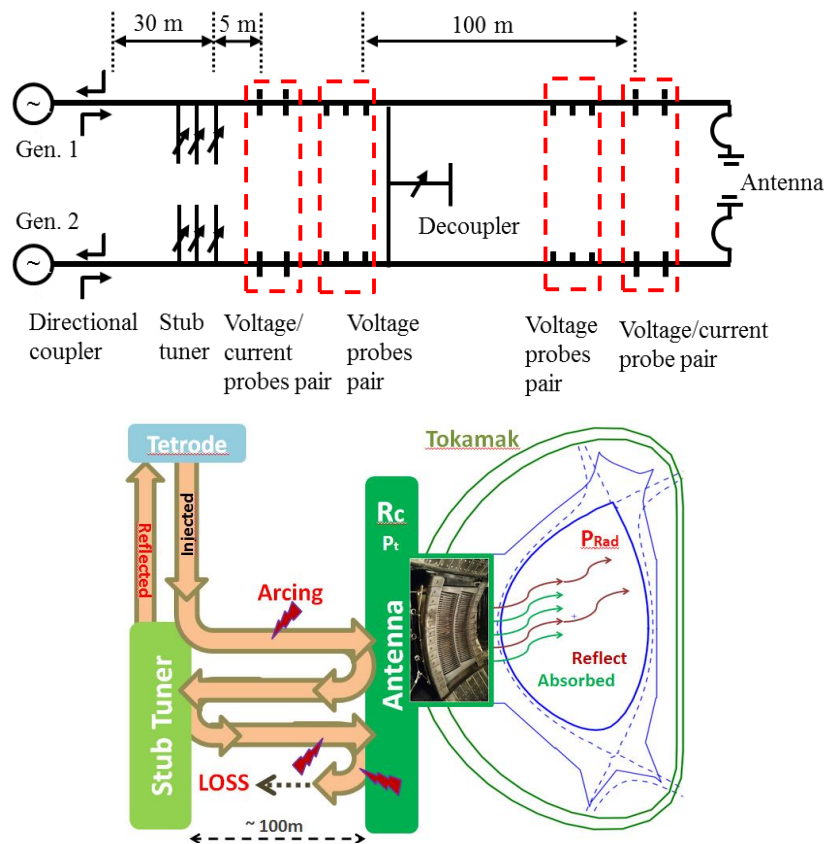 30 m
5 m
100 m
~
Gen. 1
Gen. 2
~
Antenna
Decoupler
Directional
coupler
Stub
tuner
Voltage/
current
probes pair
Voltage
probes
pair
Voltage
probes
pair
Voltage/current
probe pair
Tetrode
Tokamak
Reflected
Injected
Rc
Pt
Arcing
PRad
Antenna
Reflect
Absorbed
Stub Tuner
LOSS
~ 100m